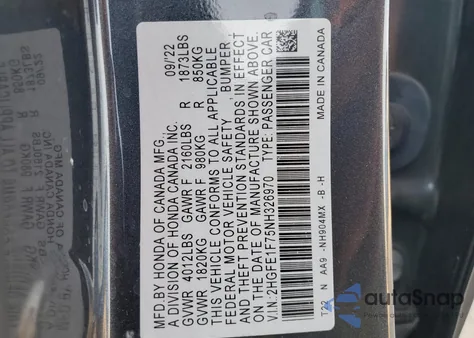 MFD. BY HONDA OF CANADA MFG., 09/'22
A DIVISION OF HONDA CANADA INC.
GVWR 4012LBS GAWR F 2160LBS R 1873LBS
GVWR 1820KG GAWR F 980KG R 850KG
THIS VEHICLE CONFORMS TO ALL APPLICABLE
FEDERAL MOTOR VEHICLE SAFETY, BUMPER,
AND THEFT PREVENTION STANDARDS IN EFFECT
ON THE DATE OF MANUFACTURE SHOWN ABOVE.
V.I.N: 2HGFE1F75NH326970 TYPE: PASSENGER CAR
T22 N AA9 -NH904MX -B -H MADE IN CANADA
autoSnap